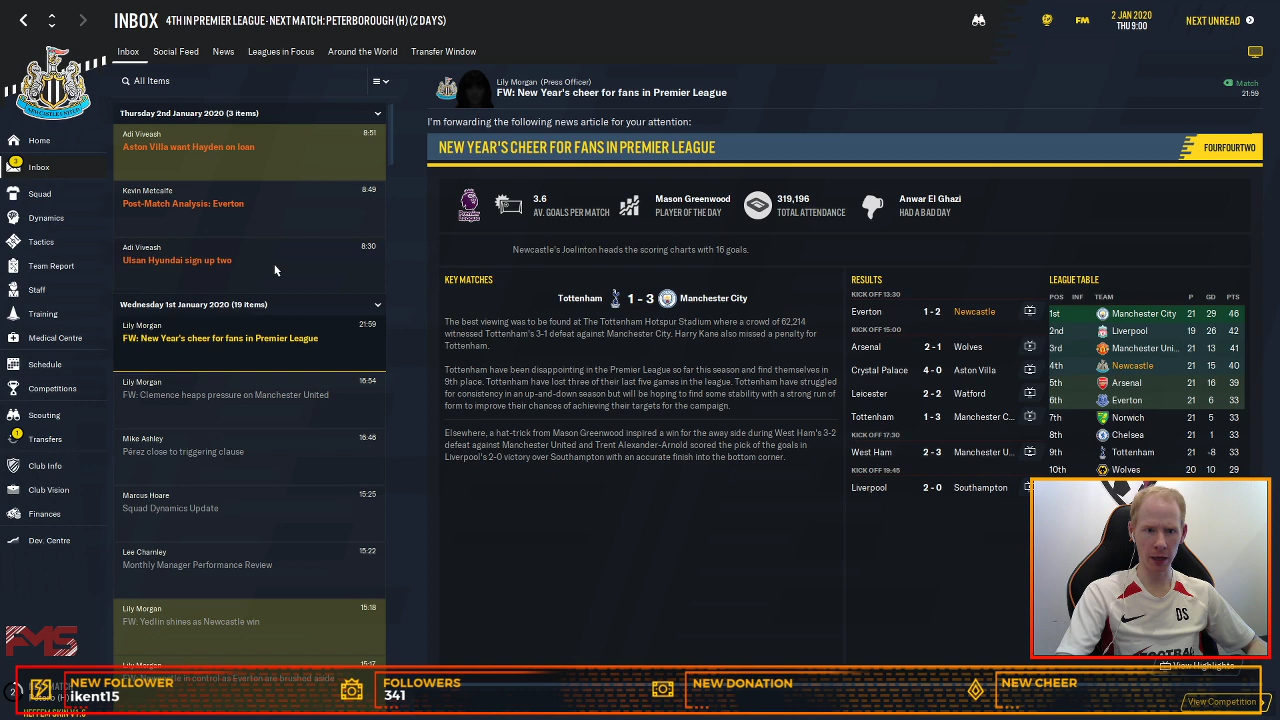 INBOX
4TH IN PREMIER LEAGUE - NEXT MATCH: PETERBOROUGH (H) (2 DAYS)
FM
2 JAN 2020
THU 9:00
NEXT UNREAD
Inbox
Social Feed
News
Leagues in Focus
Around the World
Transfer Window
Home
3
Inbox
Squad
Dynamics
Tactics
Team Report
Staff
Training
Medical Centre
Schedule
Competitions
Scouting
1
Transfers
Club Info
Club Vision
Finances
Dev. Centre
All Items
Thursday 2nd January 2020 (3 items)
Adi Viveash 8:51
Aston Villa want Hayden on loan
Kevin Metcalfe 8:49
Post-Match Analysis: Everton
Adi Viveash 8:30
Ulsan Hyundai sign up two
Wednesday 1st January 2020 (19 items)
Lily Morgan 21:59
FW: New Year's cheer for fans in Premier League
Lily Morgan 16:54
FW: Clemence heaps pressure on Manchester United
Mike Ashley 16:46
Pérez close to triggering clause
Marcus Hoare 15:25
Squad Dynamics Update
Lee Charnley 15:22
Monthly Manager Performance Review
Lily Morgan 15:18
FW: Yedlin shines as Newcastle win
Lily Morgan 15:17
FW: Newcastle in control as Everton are brushed aside
Lily Morgan (Press Officer)
FW: New Year's cheer for fans in Premier League
Match
21:59
I'm forwarding the following news article for your attention:
NEW YEAR'S CHEER FOR FANS IN PREMIER LEAGUE
FOURFOURTWO
3.6
AV. GOALS PER MATCH
Mason Greenwood
PLAYER OF THE DAY
319,196
TOTAL ATTENDANCE
Anwar El Ghazi
HAD A BAD DAY
Newcastle's Joelinton heads the scoring charts with 16 goals.
KEY MATCHES
Tottenham 1 - 3 Manchester City
The best viewing was to be found at The Tottenham Hotspur Stadium where a crowd of 62,214
witnessed Tottenham's 3-1 defeat against Manchester City. Harry Kane also missed a penalty for
Tottenham.
Tottenham have been disappointing in the Premier League so far this season and find themselves in
9th place. Tottenham have lost three of their last five games in the league. Tottenham have struggled
for consistency in an up-and-down season but will be hoping to find some stability with a strong run of
form to improve their chances of achieving their targets for the campaign.
Elsewhere, a hat-trick from Mason Greenwood inspired a win for the away side during West Ham's 3-2
defeat against Manchester United and Trent Alexander-Arnold scored the pick of the goals in
Liverpool's 2-0 victory over Southampton with an accurate finish into the bottom corner.
RESULTS
KICK OFF 13:30
Everton 1 - 2 Newcastle
KICK OFF 15:00
Arsenal 2 - 1 Wolves
Crystal Palace 4 - 0 Aston Villa
Leicester 2 - 2 Watford
Tottenham 1 - 3 Manchester C...
KICK OFF 17:30
West Ham 2 - 3 Manchester U...
KICK OFF 19:45
Liverpool 2 - 0 Southampton
LEAGUE TABLE
POS INF TEAM P GD PTS
1st Manchester City 21 29 46
2nd Liverpool 21 26 42
3rd Manchester Uni... 21 13 41
4th Newcastle 21 15 40
5th Arsenal 21 16 39
6th Everton 21 6 33
7th Norwich 21 5 33
8th Chelsea 21 1 33
9th Tottenham 21 -8 33
10th Wolves 20 10 29
DS
View Highlights
View Competition
FMS
NEW FOLLOWER
ikent15
FOLLOWERS
341
NEW DONATION
NEW CHEER